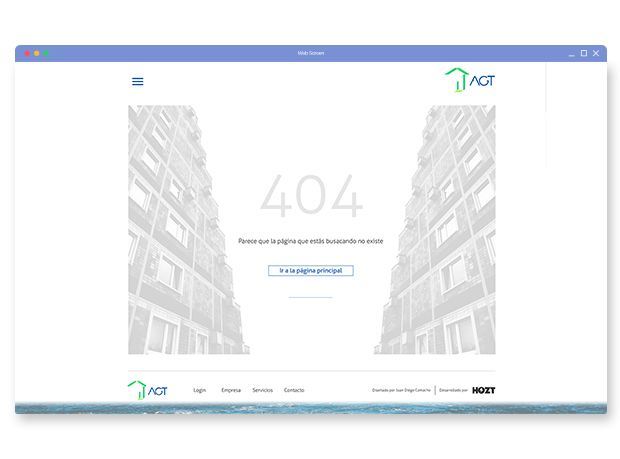 Web Screen
AGT
404
Parece que la página que estás busacando no existe
Ir a la página principal
AGT
Login Empresa Servicios Contacto
Diseñado por Juan Diego Camacho
Desarrollado por HOZT